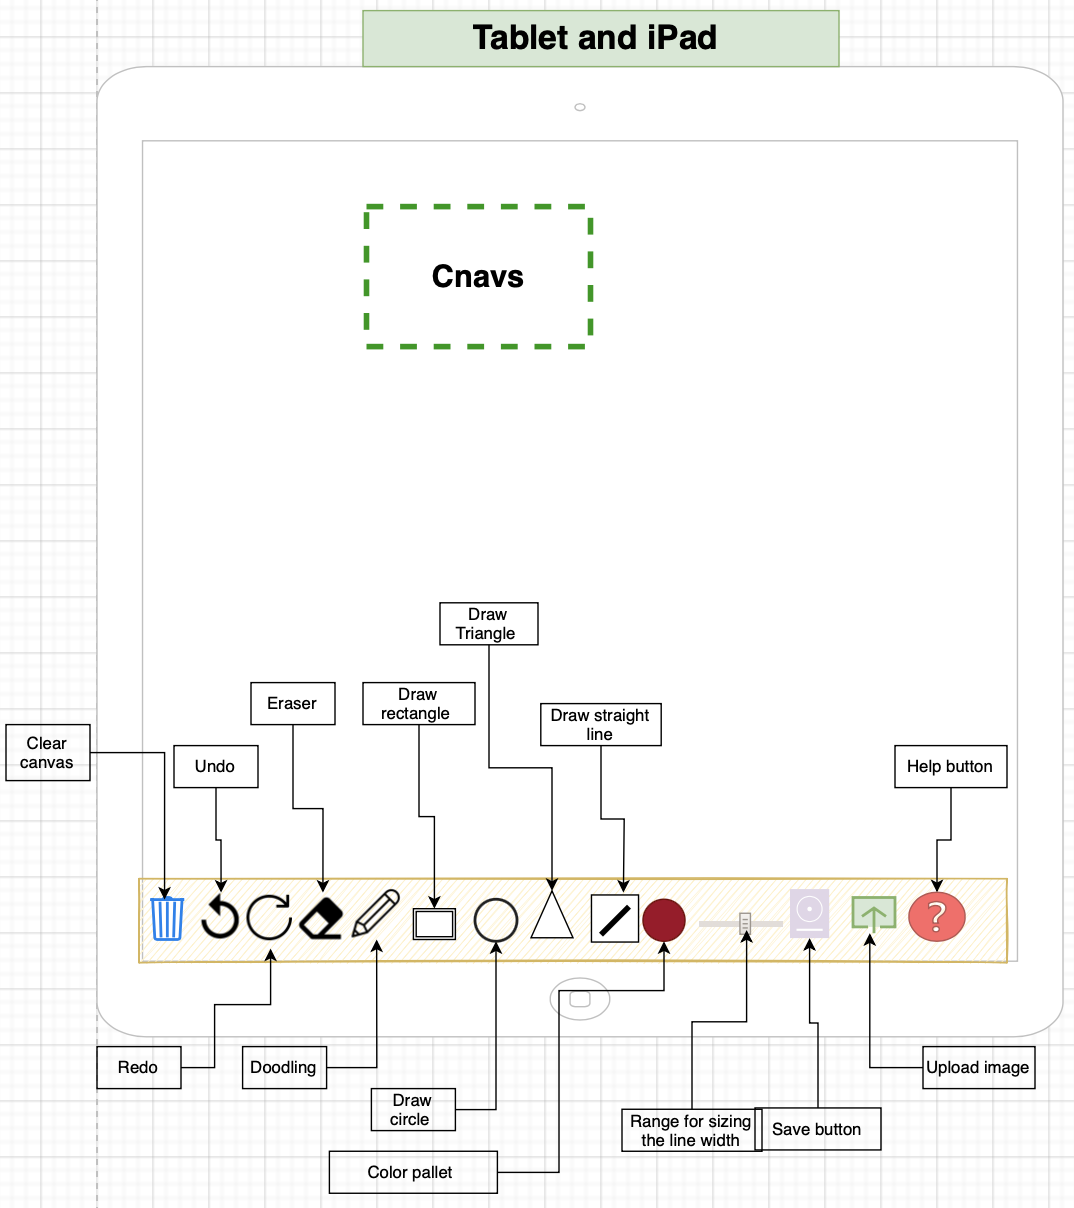 Tablet and iPad
Cnavs
Draw
Triangle
Eraser
Draw
rectangle
Draw straight
line
Clear
canvas
Undo
Help button
?
Redo
Doodling
Draw
circle
Color pallet
Range for sizing
the line width
Save button
Upload image